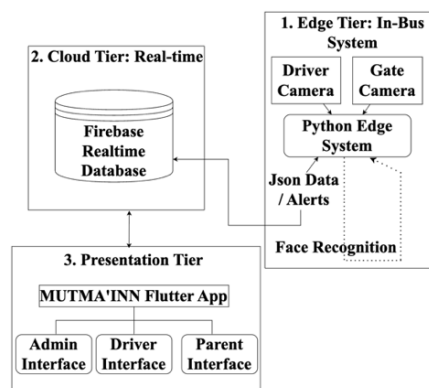 1. Edge Tier: In-Bus
System
Driver
Camera
Gate
Camera
Python Edge
System
Json Data
/ Alerts
Face Recognition
2. Cloud Tier: Real-time
Firebase
Realtime
Database
3. Presentation Tier
MUTMA'INN Flutter App
Admin
Interface
Driver
Interface
Parent
Interface